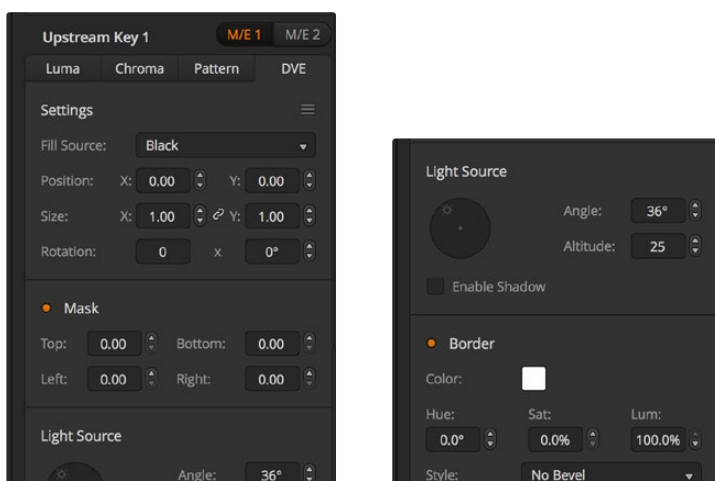 Upstream Key 1 M/E 1 M/E 2
Luma Chroma Pattern DVE
Settings
Fill Source: Black
Position: X: 0.00 Y: 0.00
Size: X: 1.00 Y: 1.00
Rotation: 0 x 0°
Mask
Top: 0.00 Bottom: 0.00
Left: 0.00 Right: 0.00
Light Source
Angle: 36°
Light Source
Angle: 36°
Altitude: 25
Enable Shadow
Border
Color:
Hue: Sat: Lum:
0.0° 0.0% 100.0%
Style: No Bevel